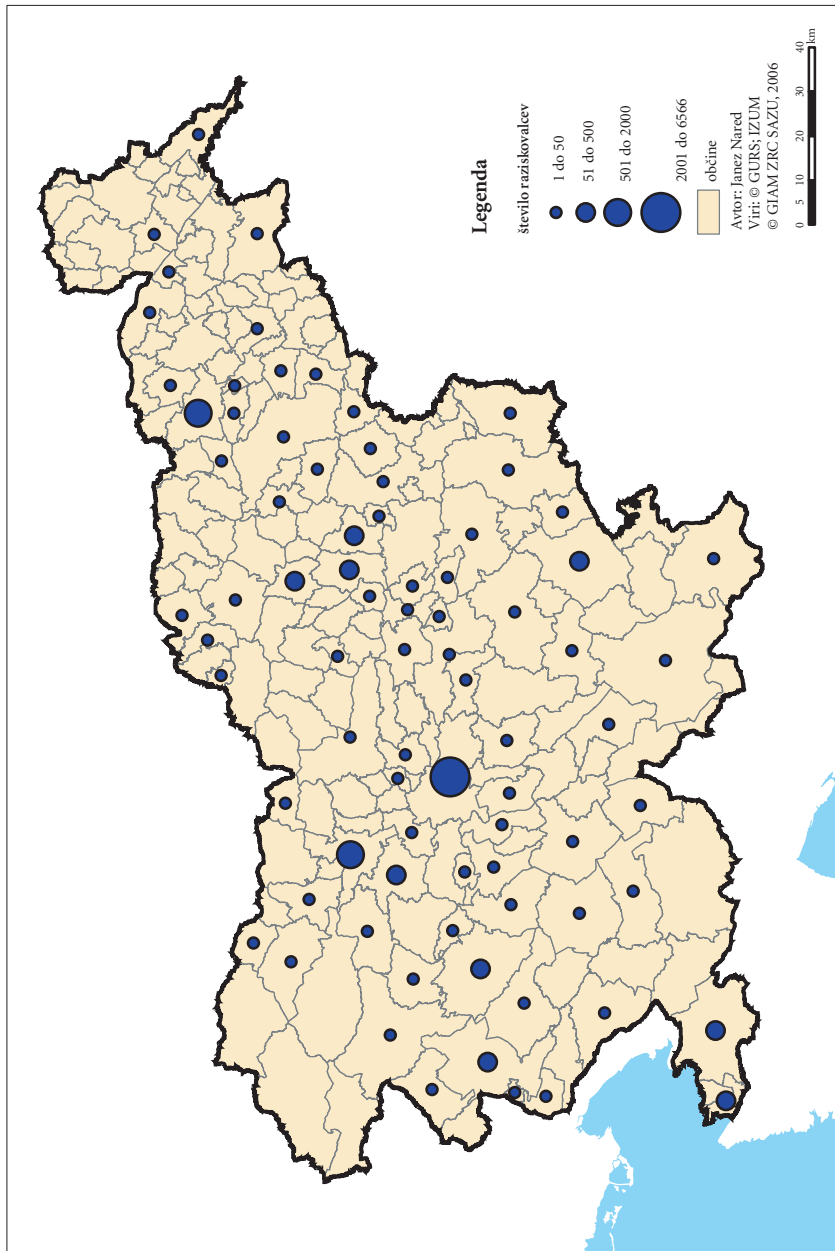 Legenda
število raziskovalcev
1 do 50
51 do 500
501 do 2000
2001 do 6566
občine
Avtor: Janez Nared
Viri: © GURS; IZUM
© GIAM ZRC SAZU, 2006
0 5 10 20 30 40
km